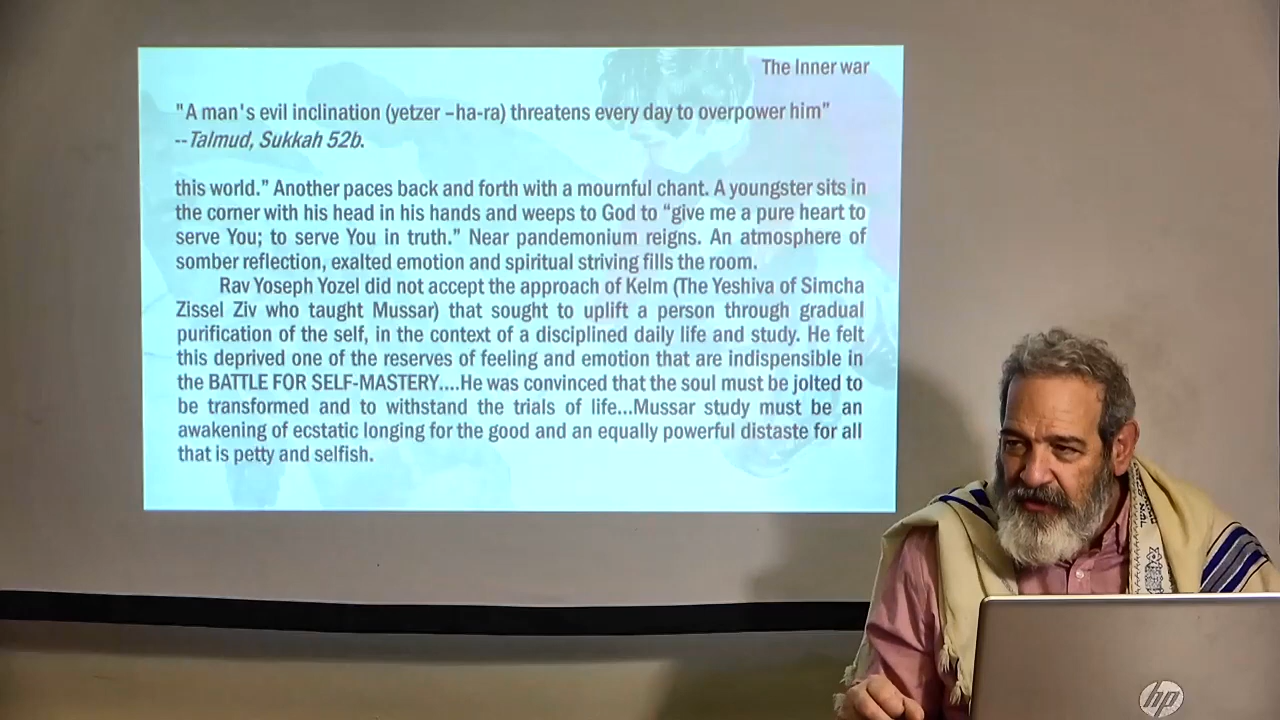 The Inner war
"A man's evil inclination (yetzer –ha-ra) threatens every day to overpower him”
--Talmud, Sukkah 52b.
this world.” Another paces back and forth with a mournful chant. A youngster sits in
the corner with his head in his hands and weeps to God to “give me a pure heart to
serve You; to serve You in truth.” Near pandemonium reigns. An atmosphere of
somber reflection, exalted emotion and spiritual striving fills the room.
Rav Yoseph Yozel did not accept the approach of Kelm (The Yeshiva of Simcha
Zissel Ziv who taught Mussar) that sought to uplift a person through gradual
purification of the self, in the context of a disciplined daily life and study. He felt
this deprived one of the reserves of feeling and emotion that are indispensible in
the BATTLE FOR SELF-MASTERY....He was convinced that the soul must be jolted to
be transformed and to withstand the trials of life...Mussar study must be an
awakening of ecstatic longing for the good and an equally powerful distaste for all
that is petty and selfish.
hp